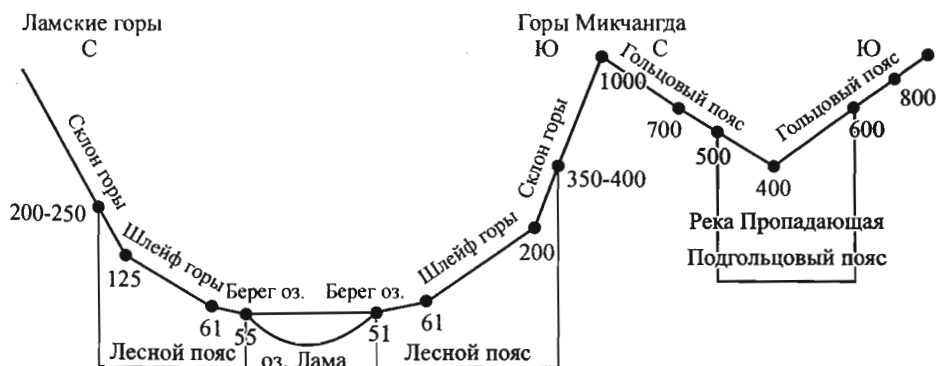 Ламские горы
Горы Микчангда
С
Ю
С
Ю
Склон горы
200-250
Шлейф горы
125
61
Берег оз.
55
Берег оз.
51
61
Шлейф горы
200
Склон горы
350-400
1000
Гольцовый пояс
700
500
400
Гольцовый пояс
600
800
Река Пропадающая
Подгольцовый пояс
Лесной пояс
оз. Лама
Лесной пояс